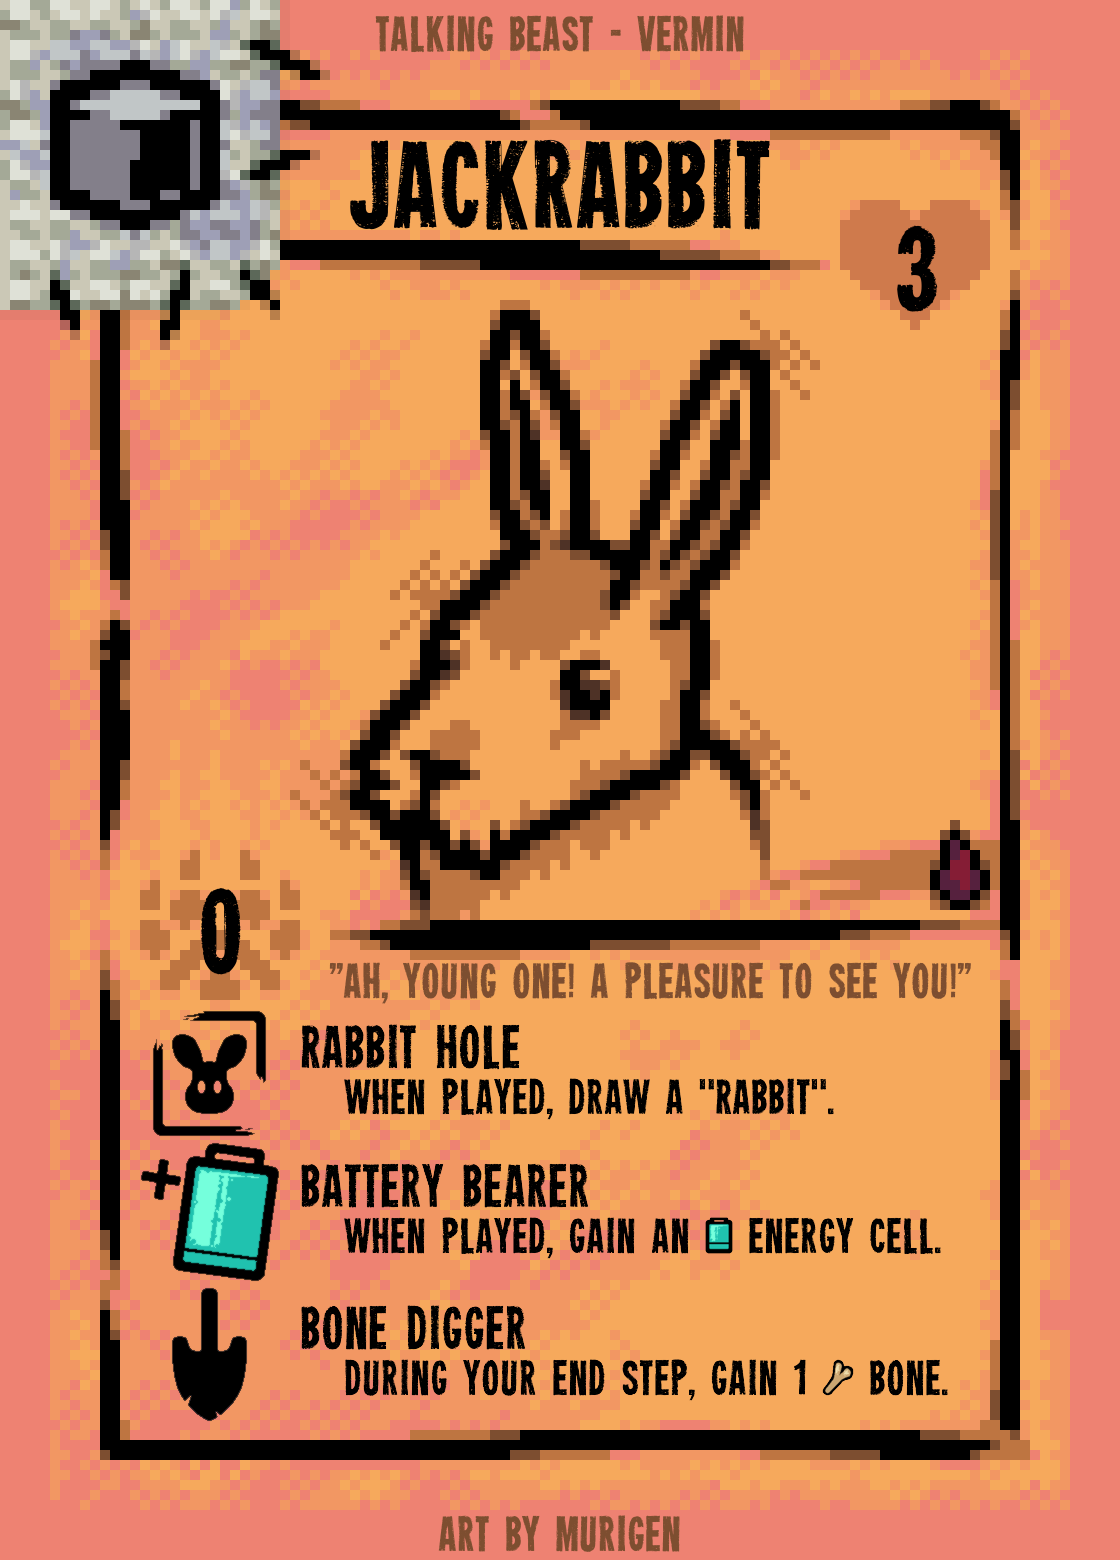 TALKING BEAST - VERMIN
JACKRABBIT
3
0
"AH, YOUNG ONE! A PLEASURE TO SEE YOU!"
RABBIT HOLE
WHEN PLAYED, DRAW A "RABBIT".
BATTERY BEARER
WHEN PLAYED, GAIN AN ENERGY CELL.
BONE DIGGER
DURING YOUR END STEP, GAIN 1 BONE.
ART BY MURIGEN